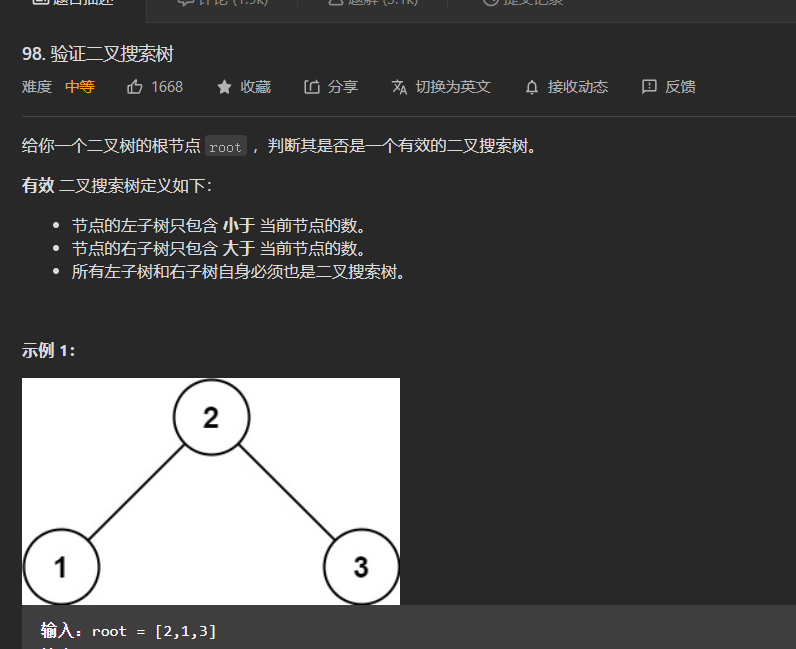 98. 验证二叉搜索树
难度 中等 1668 收藏 分享 切换为英文 接收动态 反馈
给你一个二叉树的根节点 root ，判断其是否是一个有效的二叉搜索树。
有效 二叉搜索树定义如下：
节点的左子树只包含 小于 当前节点的数。
节点的右子树只包含 大于 当前节点的数。
所有左子树和右子树自身必须也是二叉搜索树。
示例 1：
2
1 3
输入：root = [2,1,3]